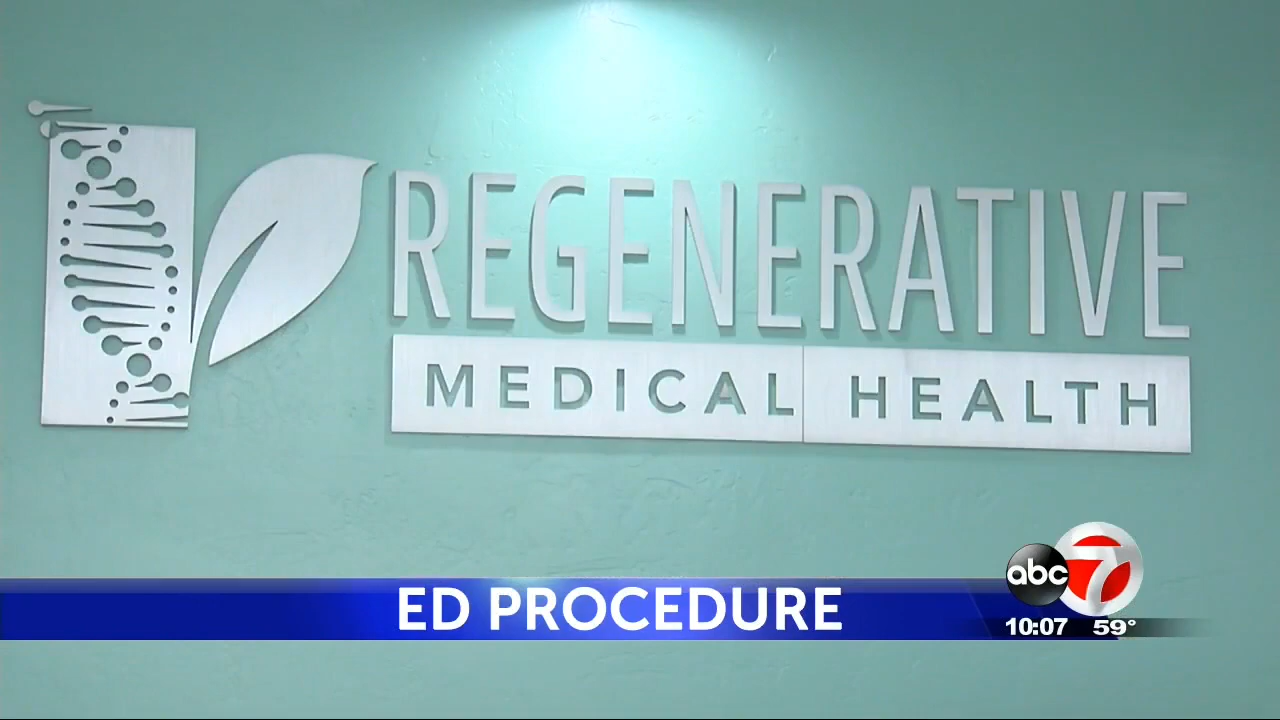 REGENERATIVE
MEDICAL HEALTH
ED PROCEDURE
abc 7
10:07 59°